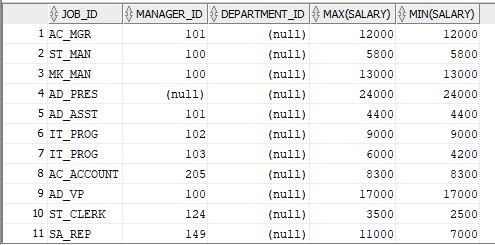 JOB_ID MANAGER_ID DEPARTMENT_ID MAX(SALARY) MIN(SALARY)
1 AC_MGR 101 (null) 12000 12000
2 ST_MAN 100 (null) 5800 5800
3 MK_MAN 100 (null) 13000 13000
4 AD_PRES (null) (null) 24000 24000
5 AD_ASST 101 (null) 4400 4400
6 IT_PROG 102 (null) 9000 9000
7 IT_PROG 103 (null) 6000 4200
8 AC_ACCOUNT 205 (null) 8300 8300
9 AD_VP 100 (null) 17000 17000
10 ST_CLERK 124 (null) 3500 2500
11 SA_REP 149 (null) 11000 7000